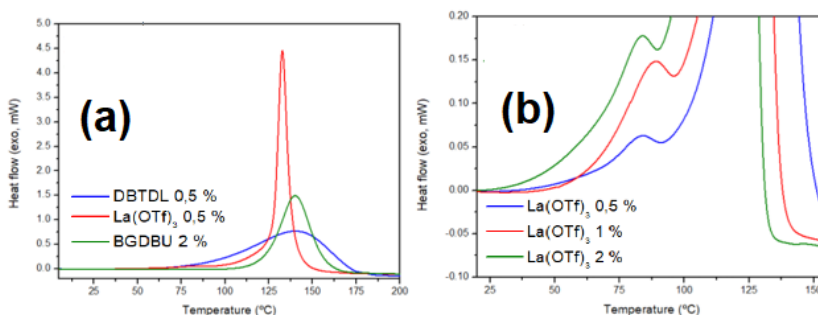 5.0
4.5
4.0
3.5
3.0
2.5
2.0
1.5
1.0
0.5
0.0
Heat flow (exo, mW)
(a)
DBTDL 0,5 %
La(OTf)3 0,5 %
BGDBU 2 %
25 50 75 100 125 150 175 200
Temperature (ºC)
0.20
0.15
0.10
0.05
0.00
-0.05
-0.10
Heat flow (exo, mW)
(b)
La(OTf)3 0,5 %
La(OTf)3 1 %
La(OTf)3 2 %
20 50 75 100 125 150
Temperature (ºC)